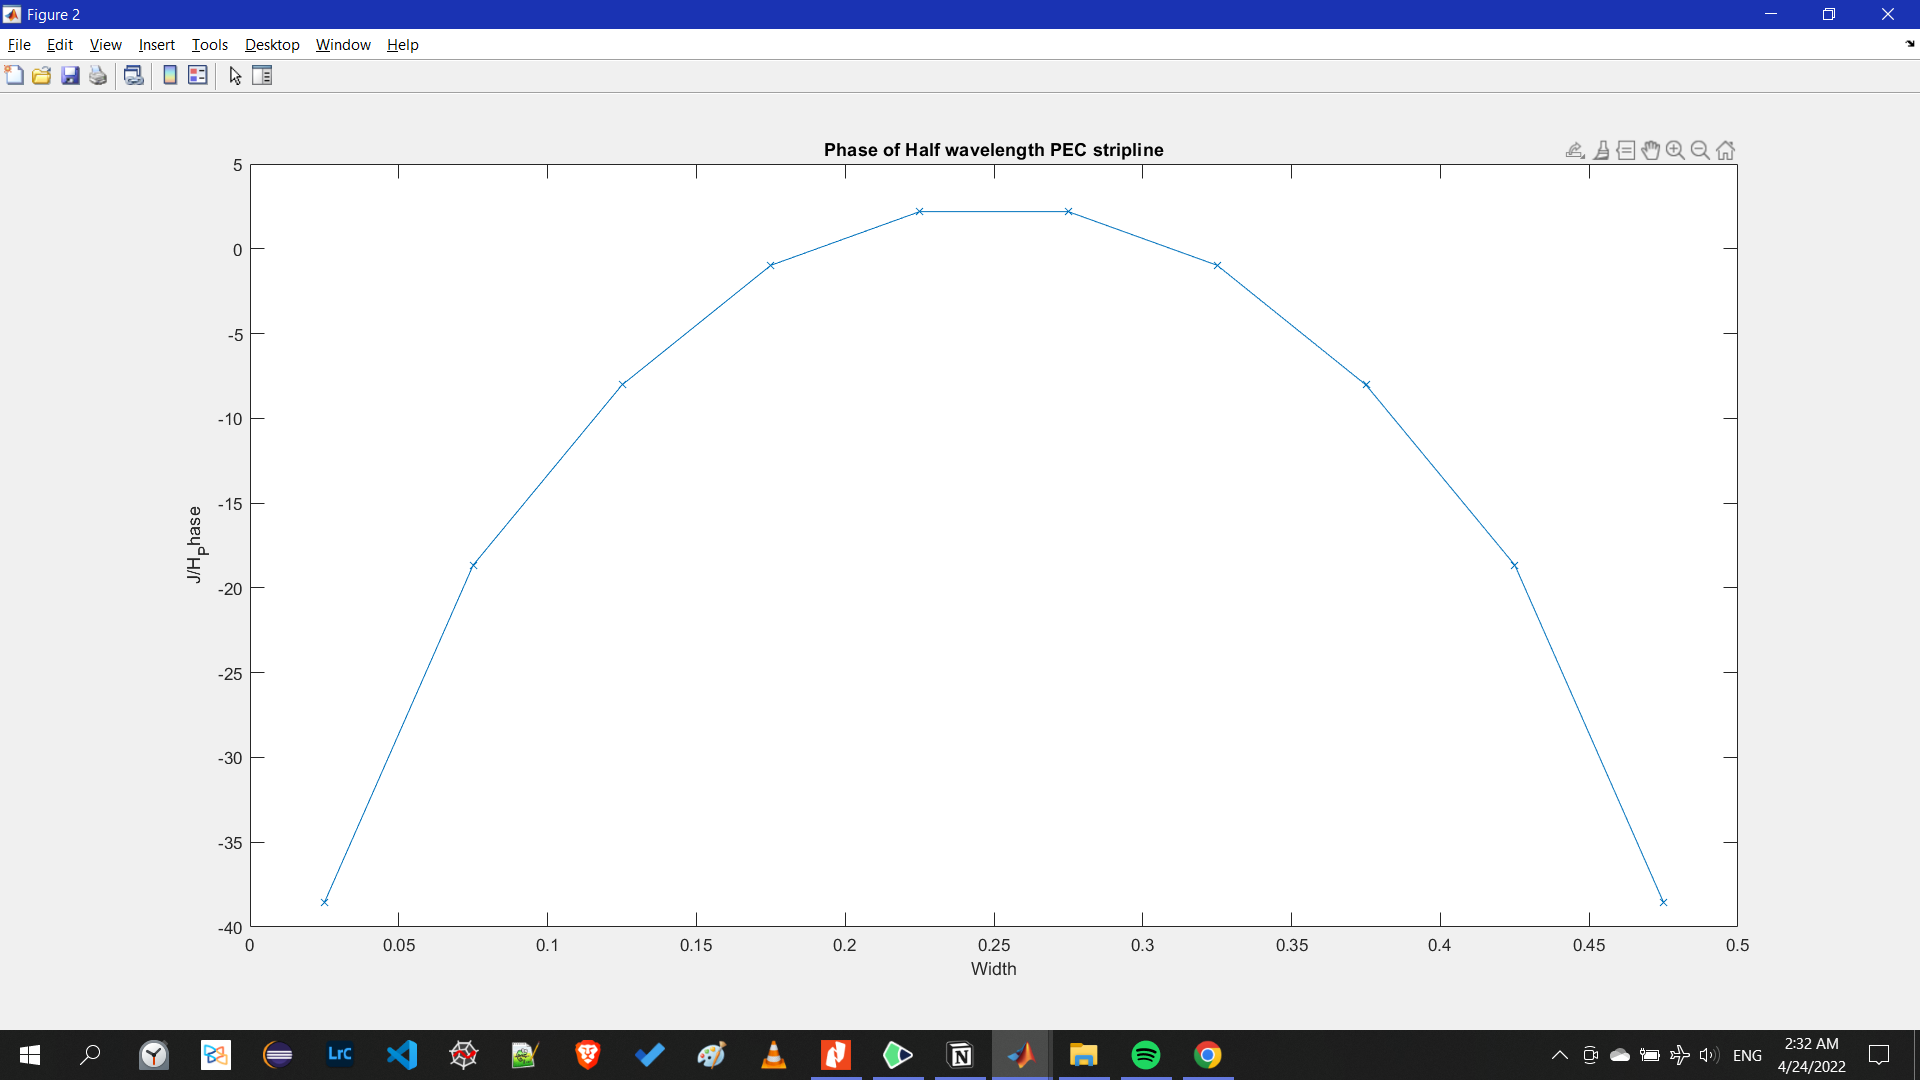 Figure 2
File Edit View Insert Tools Desktop Window Help
Phase of Half wavelength PEC stripline
5
0
-5
-10
-15
-20
-25
-30
-35
-40
J/H_Phase
0 0.05 0.1 0.15 0.2 0.25 0.3 0.35 0.4 0.45 0.5
Width
LrC
N
ENG
2:32 AM
4/24/2022